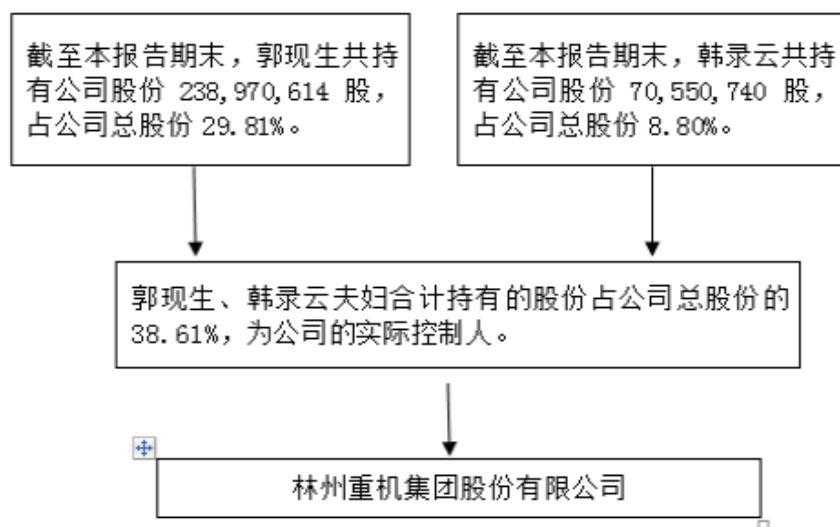 截至本报告期末，郭现生共持
有公司股份 238,970,614 股，
占公司总股份 29.81%。
截至本报告期末，韩录云共持
有公司股份 70,550,740 股，
占公司总股份 8.80%。
郭现生、韩录云夫妇合计持有的股份占公司总股份的
38.61%，为公司的实际控制人。
林州重机集团股份有限公司